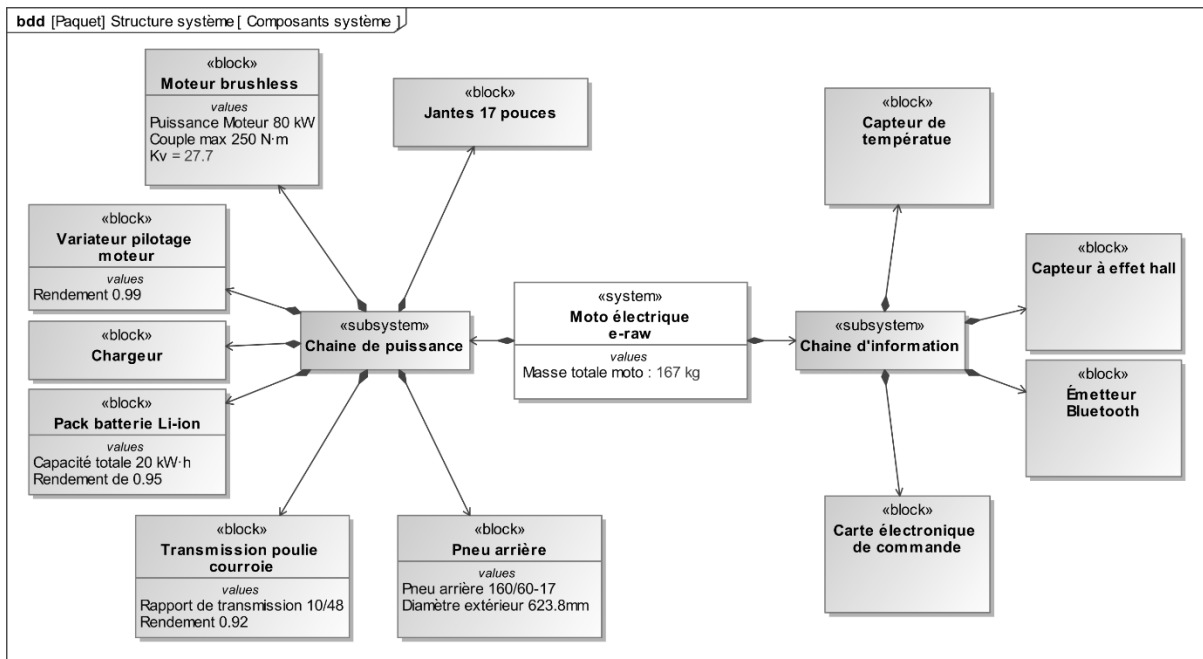 bdd [Paquet] Structure système [ Composants système ]
«block»
Moteur brushless
values
Puissance Moteur 80 kW
Couple max 250 N·m
Kv = 27.7
«block»
Jantes 17 pouces
«block»
Capteur de
températue
«block»
Variateur pilotage
moteur
values
Rendement 0.99
«block»
Capteur à effet hall
«system»
Moto électrique
e-raw
values
Masse totale moto : 167 kg
«subsystem»
Chaine de puissance
«subsystem»
Chaine d'information
«block»
Chargeur
«block»
Émetteur
Bluetooth
«block»
Pack batterie Li-ion
values
Capacité totale 20 kW·h
Rendement de 0.95
«block»
Carte électronique
de commande
«block»
Transmission poulie
courroie
values
Rapport de transmission 10/48
Rendement 0.92
«block»
Pneu arrière
values
Pneu arrière 160/60-17
Diamètre extérieur 623.8mm